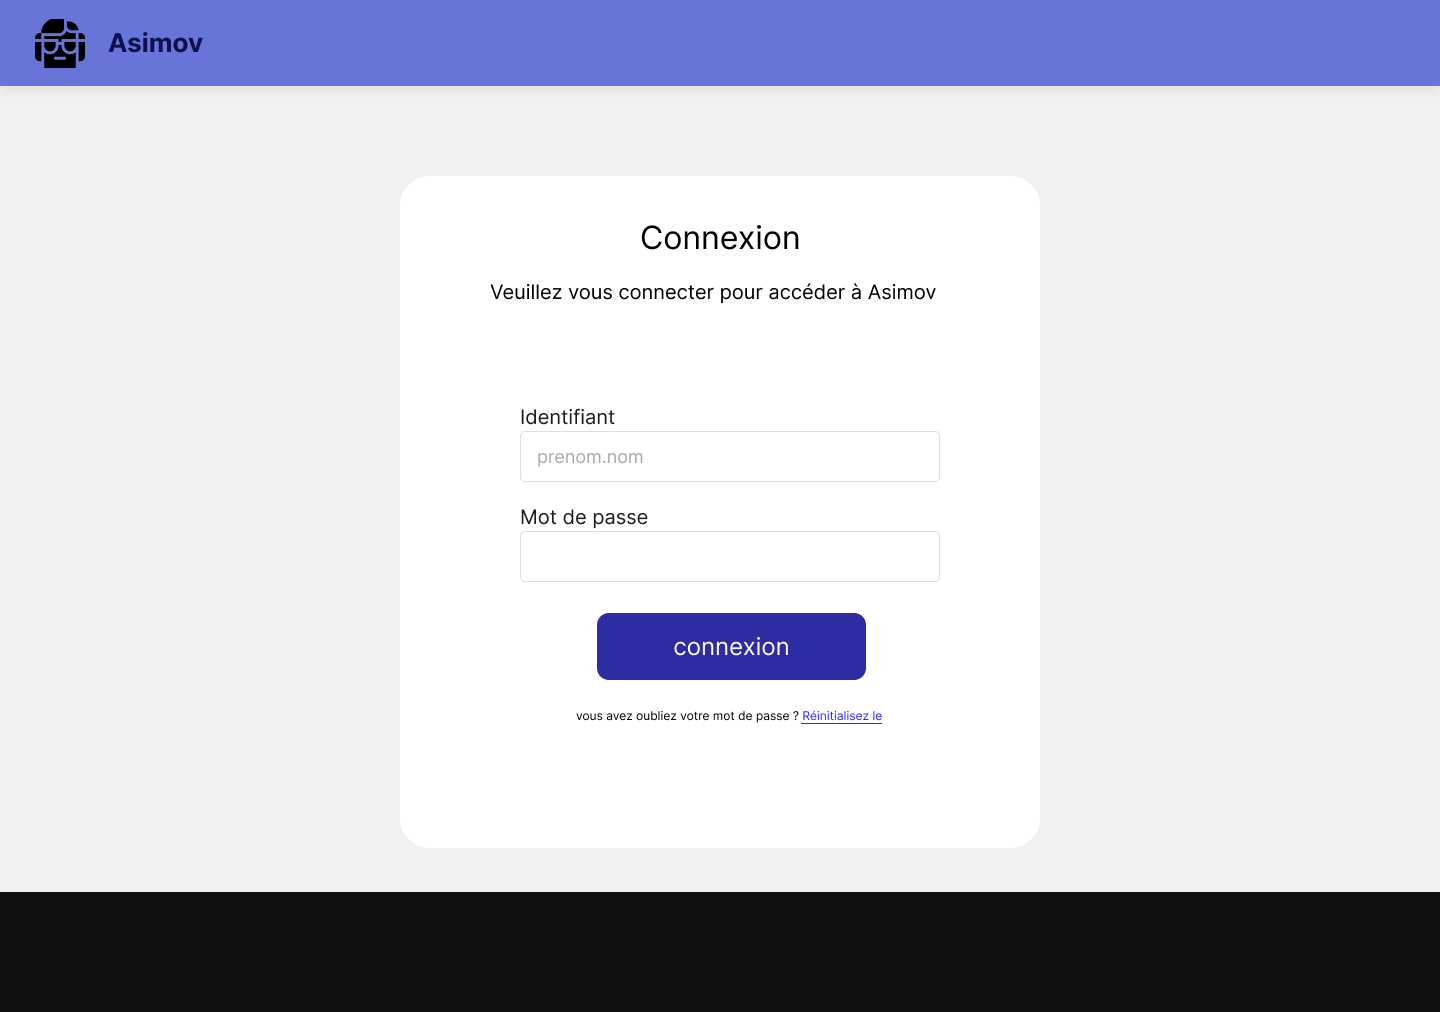 Asimov
Connexion
Veuillez vous connecter pour accéder à Asimov
Identifiant
prenom.nom
Mot de passe
connexion
vous avez oubliez votre mot de passe ? Réinitialisez le